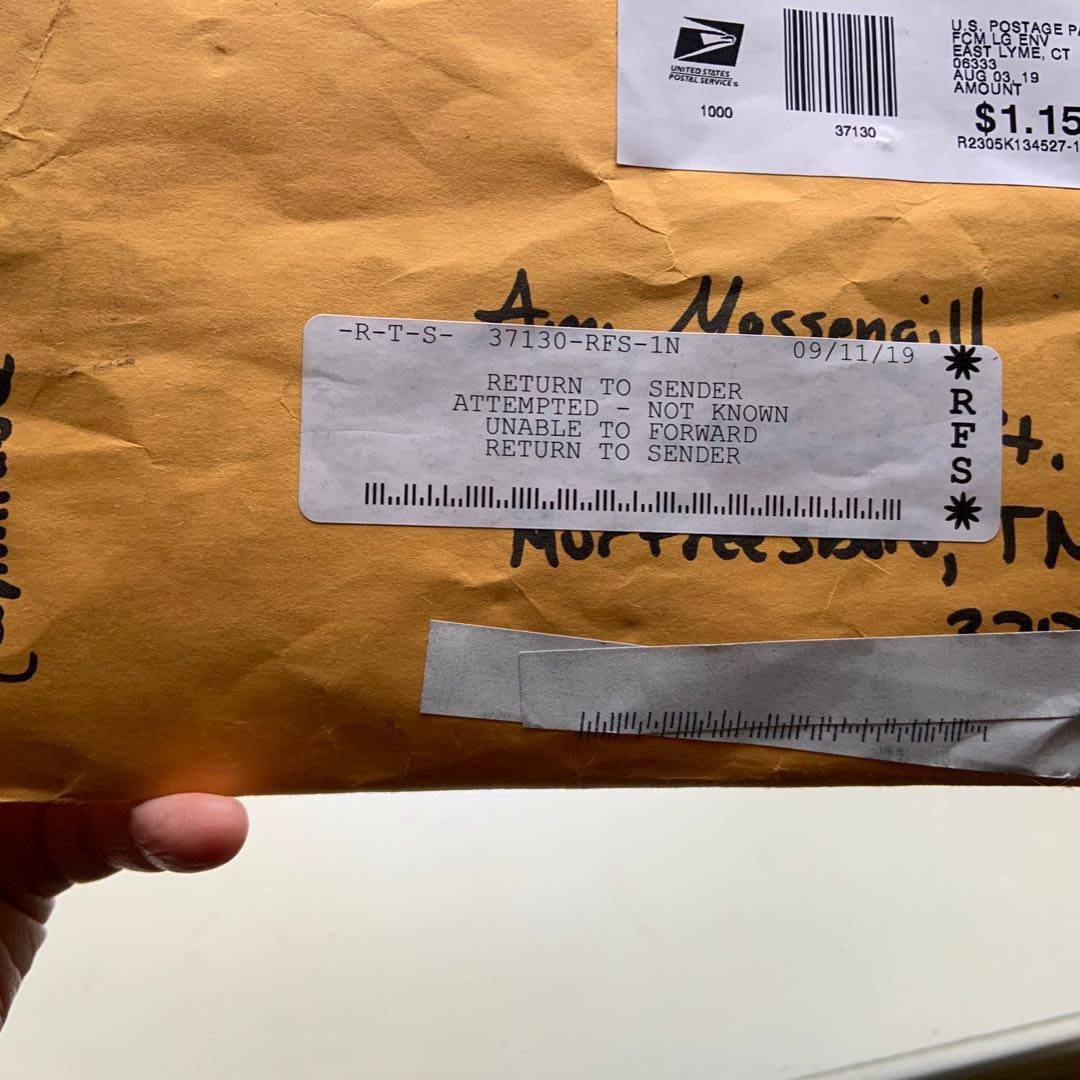 UNITED STATES
POSTAL SERVICE
1000
37130
U.S. POSTAGE
FCM LG ENV
EAST LYME, CT
06333
AUG 03, 19
AMOUNT
$1.15
R2305K134527-1
-R-T-S- 37130-RFS-1N 09/11/19
RETURN TO SENDER
ATTEMPTED - NOT KNOWN
UNABLE TO FORWARD
RETURN TO SENDER
*RFS*
Massengill
t.
Murfreesboro, TN